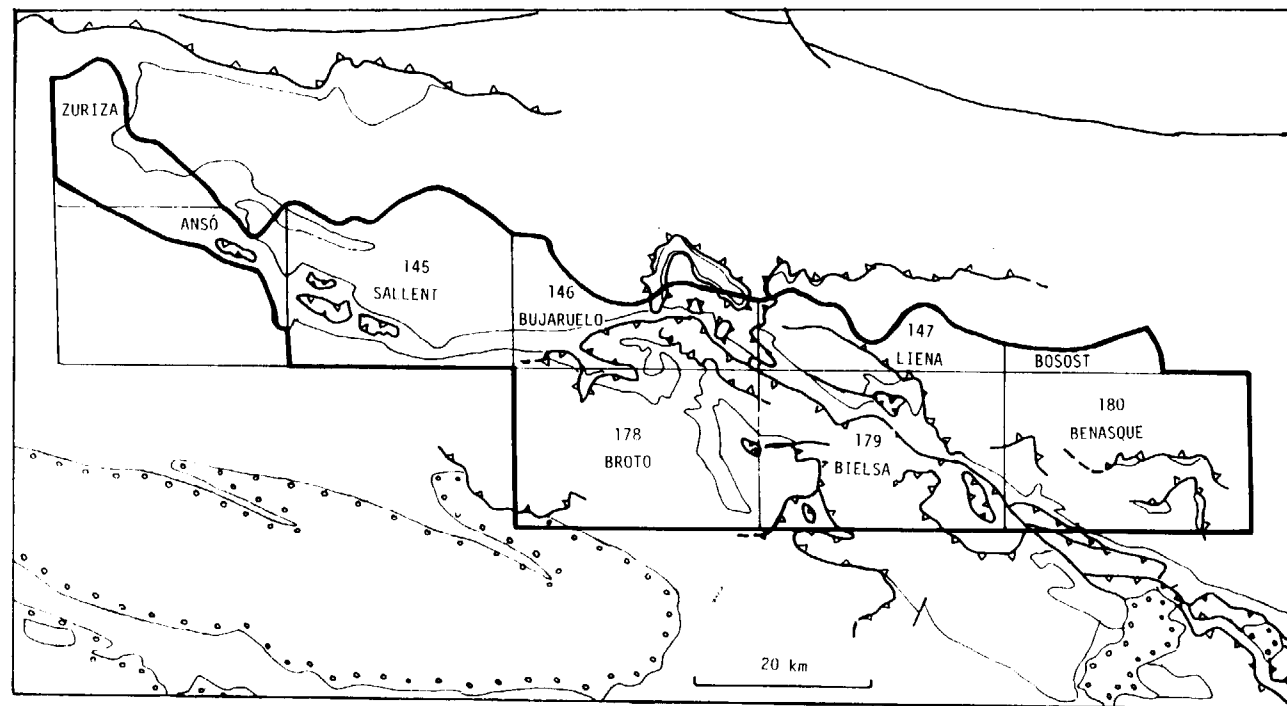 ZURIZA
ANSÓ
145
SALLENT
146
BUJARUELO
147
LIENA
BOSOST
178
BROTO
179
BIELSA
180
BENASQUE
20 km